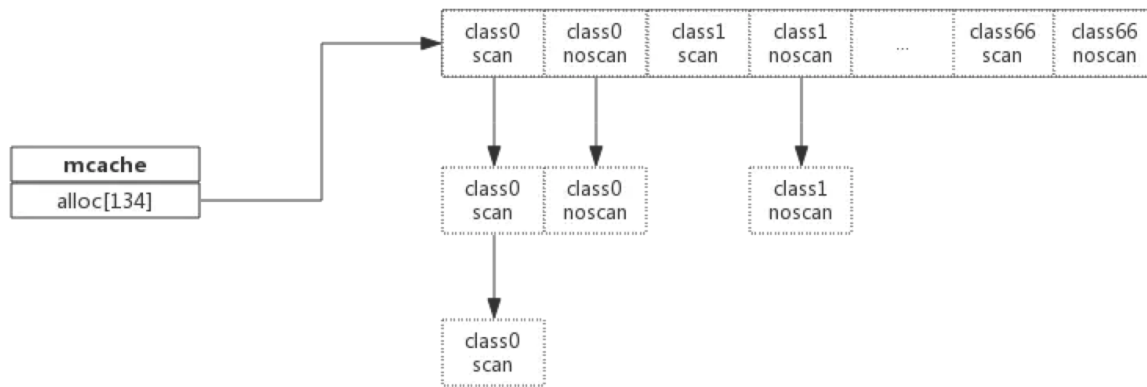 class0 class0 class1 class1 ... class66 class66
scan noscan scan noscan scan noscan
mcache
alloc[134]
class0 class0 class1
scan noscan noscan
class0
scan